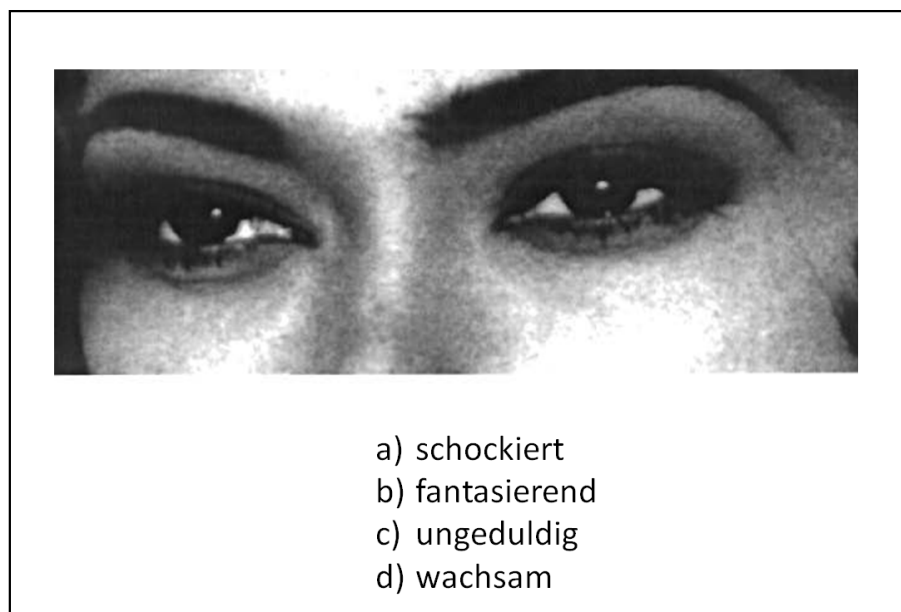 a) schockiert
b) fantasierend
c) ungeduldig
d) wachsam